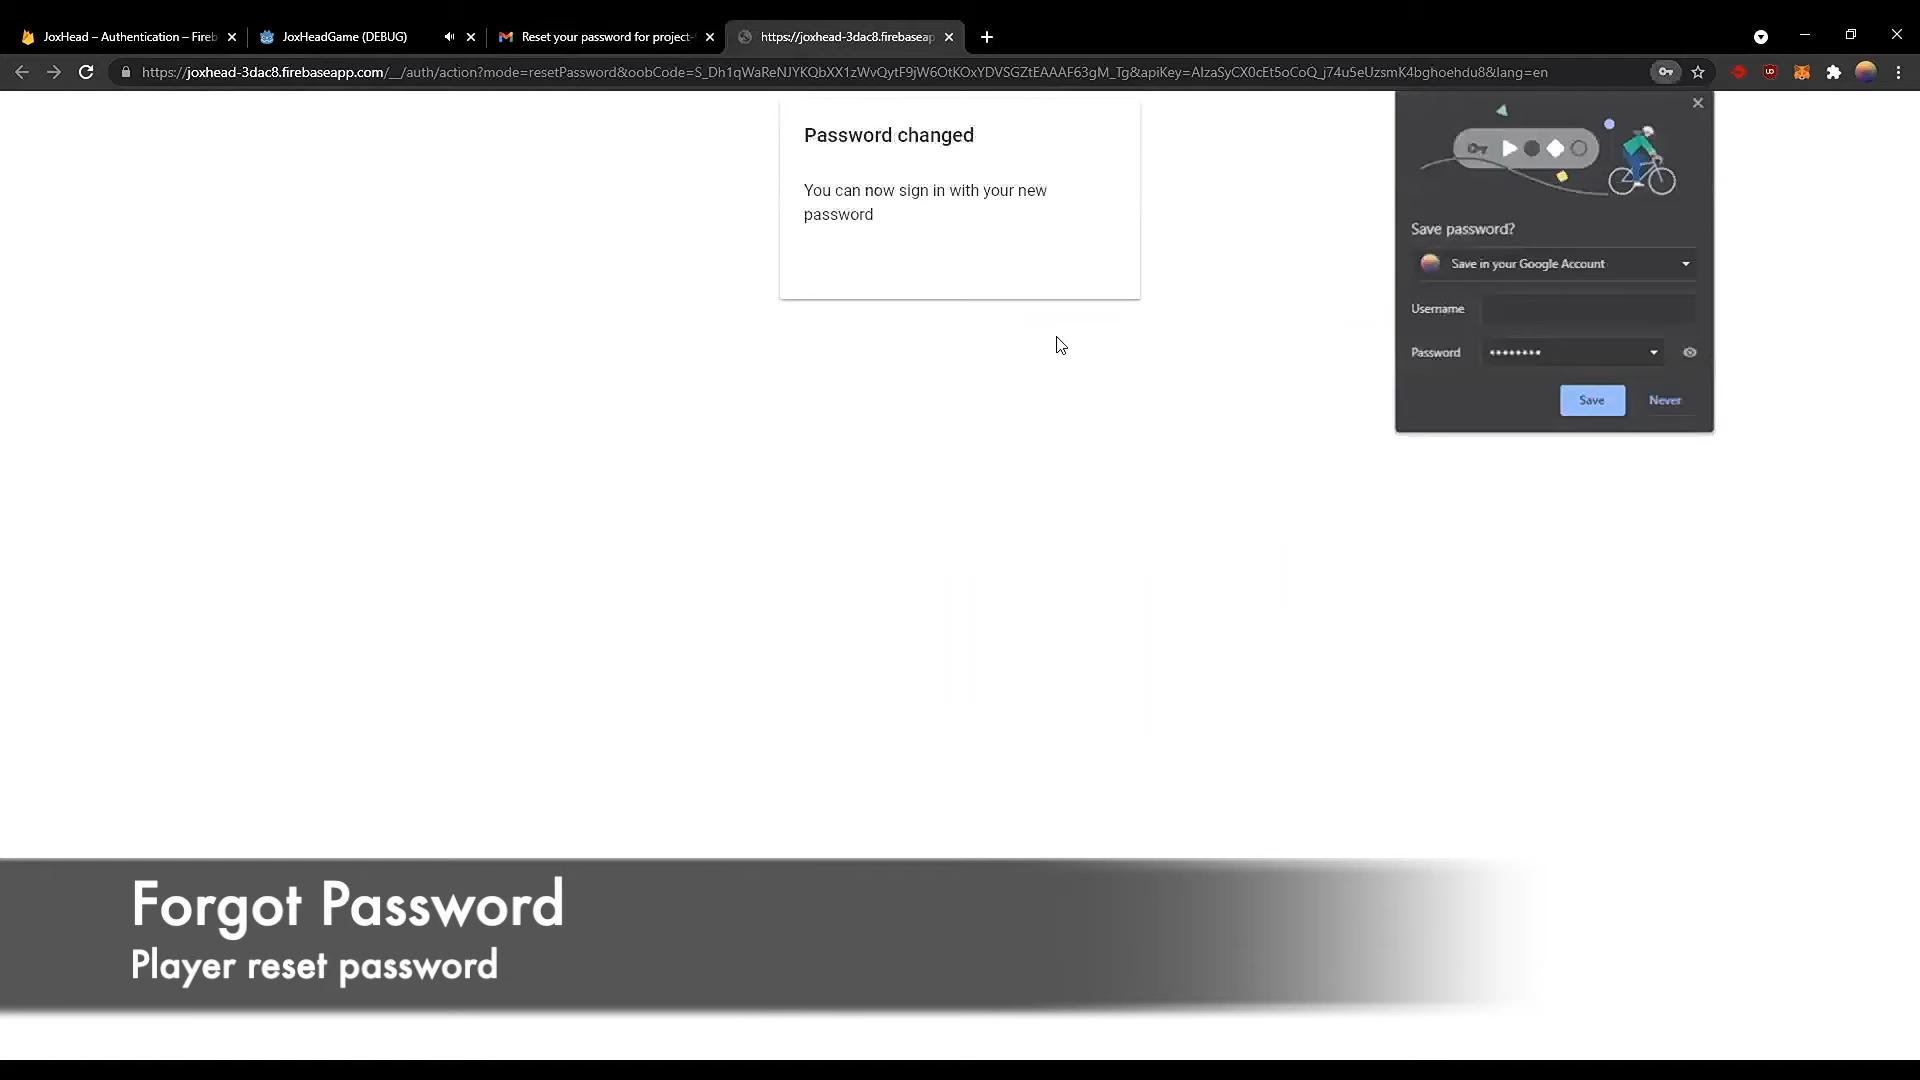 JoxHead – Authentication – Fireb
JoxHeadGame (DEBUG)
Reset your password for project-
https://joxhead-3dac8.firebaseap
https://joxhead-3dac8.firebaseapp.com/__/auth/action?mode=resetPassword&oobCode=S_Dh1qWaReNJYKQbXX1zWvQytF9jW6OtKOxYDVSGZtEAAAF63gM_Tg&apiKey=AIzaSyCX0cEt5oCoQ_j74u5eUzsmK4bghoehdu8&lang=en
Password changed
You can now sign in with your new
password
Save password?
Save in your Google Account
Username
Password ••••••••
Save Never
Forgot Password
Player reset password